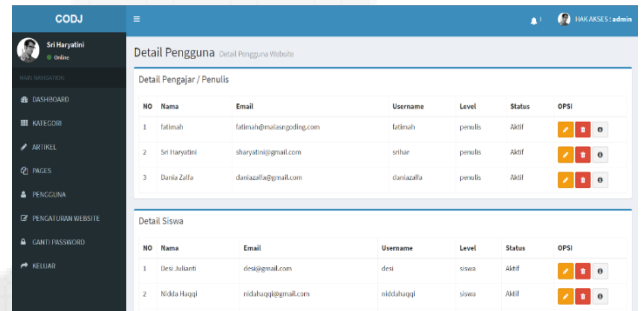 CODJ
1
HAK AKSES : admin
Sri Haryatini
Online
MAIN NAVIGATION
DASHBOARD
KATEGORI
ARTIKEL
PAGES
PENGGUNA
PENGATURAN WEBSITE
GANTI PASSWORD
KELUAR
Detail Pengguna Detail Pengguna Website
Detail Pengajar / Penulis
NO Nama Email Username Level Status OPSI
1 fatimah fatimah@malasngoding.com fatimah penulis Aktif
2 Sri Haryatini sharyatini@gmail.com srihar penulis Aktif
3 Dania Zalfa daniazalfa@gmail.com daniazalfa penulis Aktif
Detail Siswa
NO Nama Email Username Level Status OPSI
1 Desi Julianti desi@gmail.com desi siswa Aktif
2 Nidda Haqqi nidahaqqi@gmail.com niddahaqqi siswa Aktif